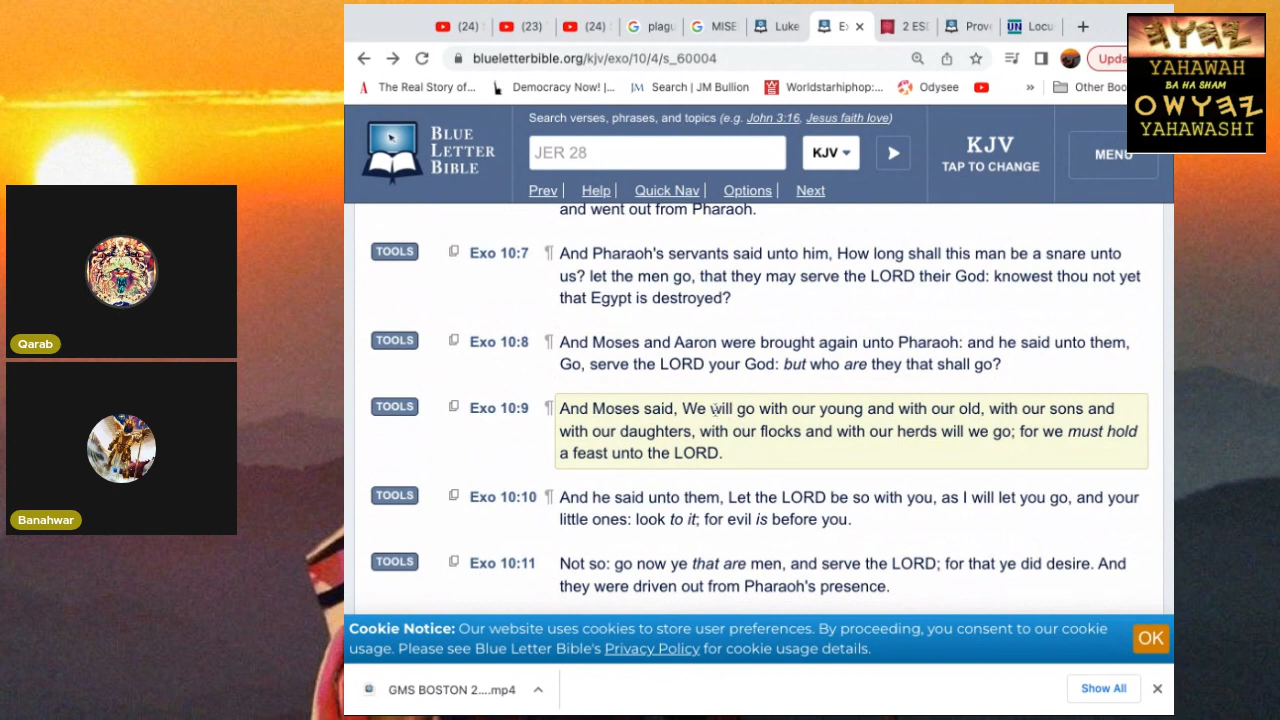 (24)
(23)
(24)
plagu
MISE
Luke
Ex
2 ES
Prov
UN Locu
blueletterbible.org/kjv/exo/10/4/s_60004
Upda
The Real Story of...
Democracy Now! |...
JM Search | JM Bullion
Worldstarhiphop:...
Odysee
»
Other Boo
YAHAWAH
BA HA SHAM
YAHAWASHI
BLUE
LETTER
BIBLE
Search verses, phrases, and topics (e.g. John 3:16, Jesus faith love)
JER 28
KJV
KJV
TAP TO CHANGE
MENU
Prev | Help | Quick Nav | Options | Next
and went out from Pharaoh.
TOOLS Exo 10:7 ¶ And Pharaoh's servants said unto him, How long shall this man be a snare unto
us? let the men go, that they may serve the LORD their God: knowest thou not yet
that Egypt is destroyed?
TOOLS Exo 10:8 ¶ And Moses and Aaron were brought again unto Pharaoh: and he said unto them,
Go, serve the LORD your God: but who are they that shall go?
TOOLS Exo 10:9 ¶ And Moses said, We will go with our young and with our old, with our sons and
with our daughters, with our flocks and with our herds will we go; for we must hold
a feast unto the LORD.
TOOLS Exo 10:10 ¶ And he said unto them, Let the LORD be so with you, as I will let you go, and your
little ones: look to it; for evil is before you.
TOOLS Exo 10:11 Not so: go now ye that are men, and serve the LORD; for that ye did desire. And
they were driven out from Pharaoh's presence.
Cookie Notice: Our website uses cookies to store user preferences. By proceeding, you consent to our cookie
usage. Please see Blue Letter Bible's Privacy Policy for cookie usage details.
OK
GMS BOSTON 2....mp4
Show All
Qarab
Banahwar